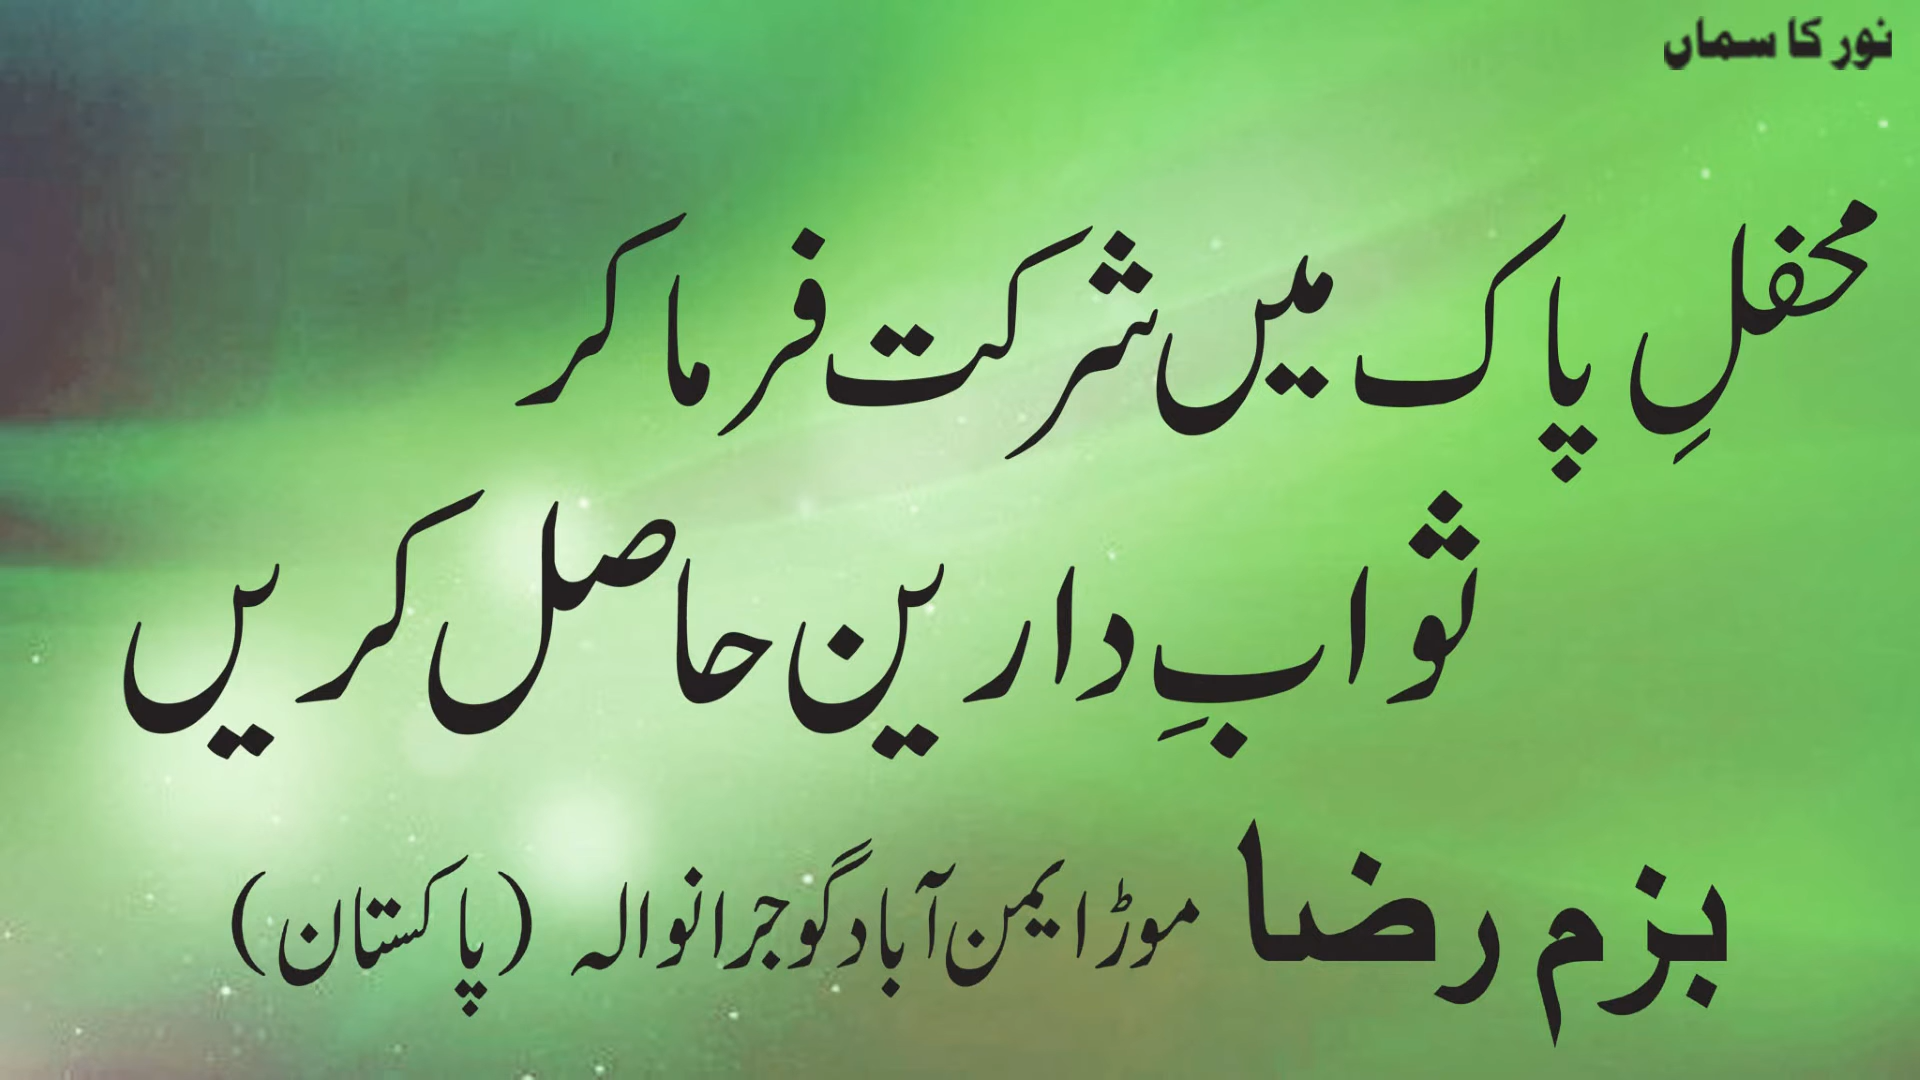 نور کا سماں
محفلِ پاک میں شرکت فرما کر
ثوابِ دارین حاصل کریں
بزم رضا موڑ ایمن آباد گوجرانوالہ (پاکستان)